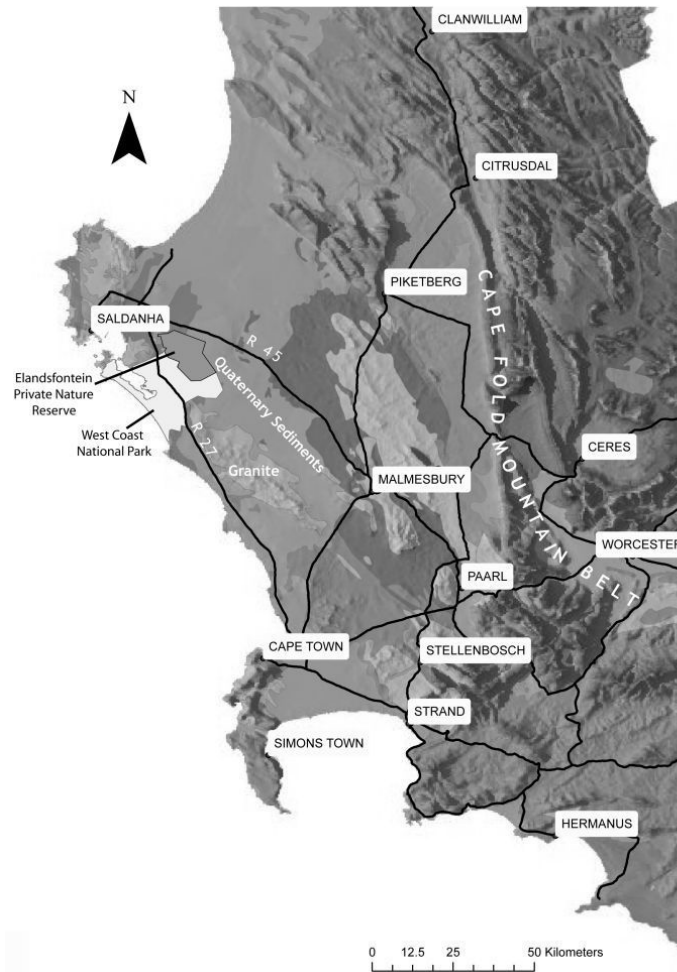 CLANWILLIAM
N
CITRUSDAL
PIKETBERG
CAPE FOLD MOUNTAIN BELT
SALDANHA
R 45
Elandsfontein
Private Nature
Reserve
Quaternary Sediments
West Coast
National Park
R 27
Granite
CERES
MALMESBURY
WORCESTER
PAARL
CAPE TOWN
STELLENBOSCH
STRAND
SIMONS TOWN
HERMANUS
0 12.5 25 50 Kilometers